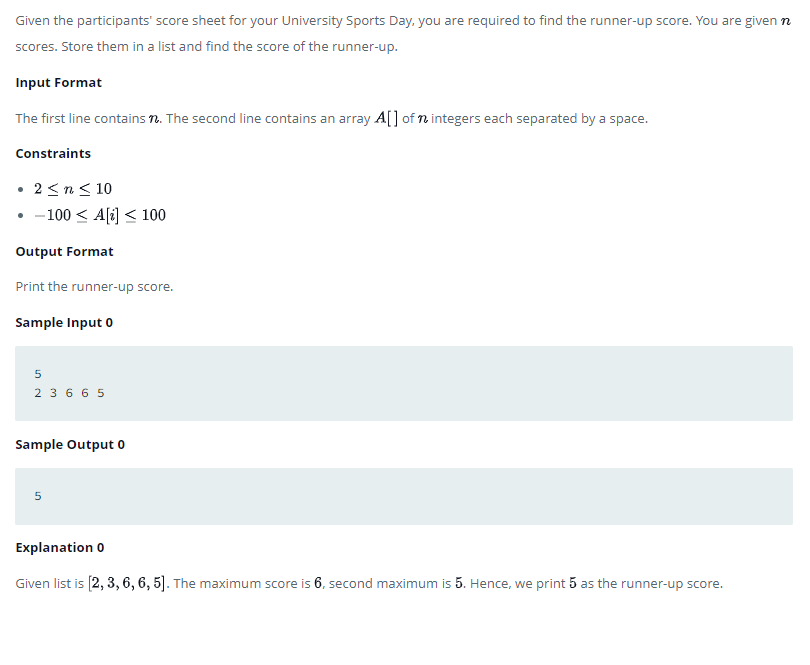 Given the participants' score sheet for your University Sports Day, you are required to find the runner-up score. You are given n
scores. Store them in a list and find the score of the runner-up.
Input Format
The first line contains n. The second line contains an array A[] of n integers each separated by a space.
Constraints
• 2 ≤ n ≤ 10
• −100 ≤ A[i] ≤ 100
Output Format
Print the runner-up score.
Sample Input 0
5
2 3 6 6 5
Sample Output 0
5
Explanation 0
Given list is [2, 3, 6, 6, 5]. The maximum score is 6, second maximum is 5. Hence, we print 5 as the runner-up score.